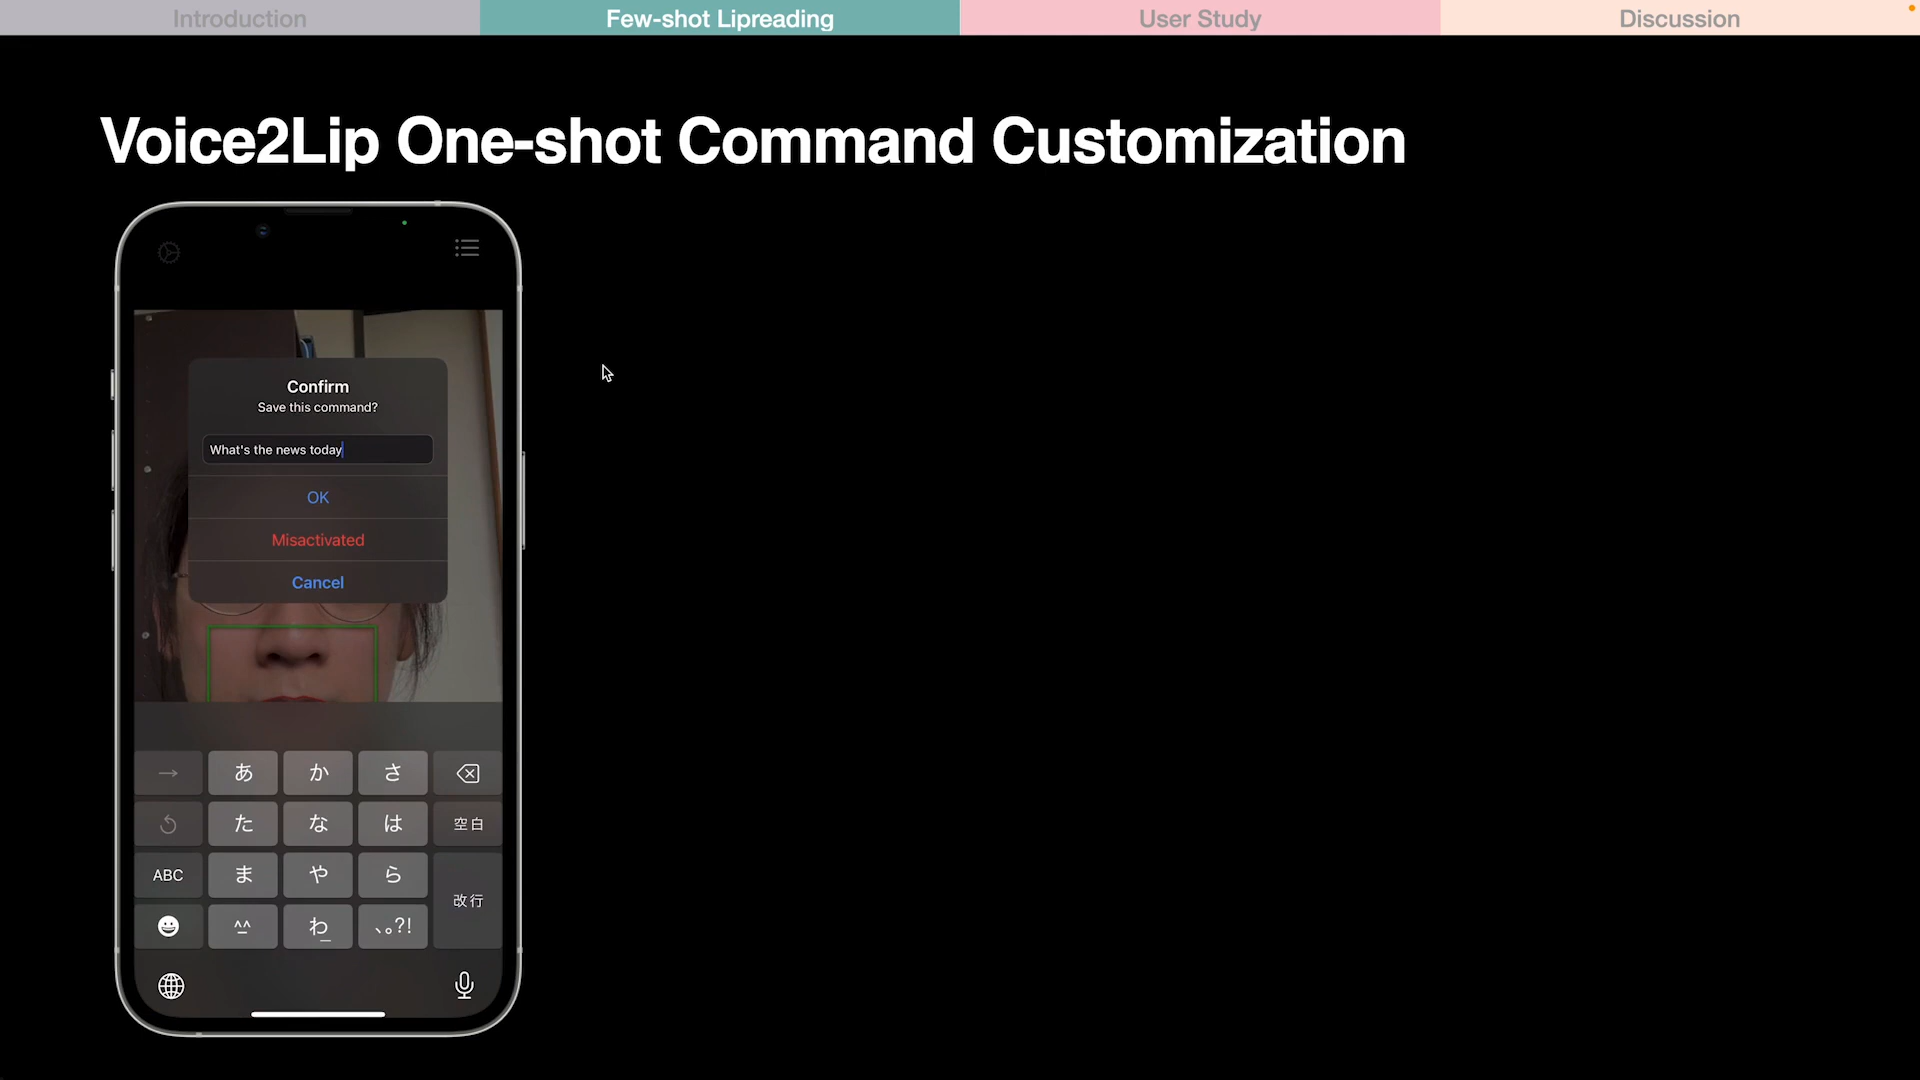 Introduction
Few-shot Lipreading
User Study
Discussion
Voice2Lip One-shot Command Customization
Confirm
Save this command?
What's the news today
OK
Misactivated
Cancel
→ あ か さ
た な は 空白
ABC ま や ら
改行
^^ わ_ 、。?!